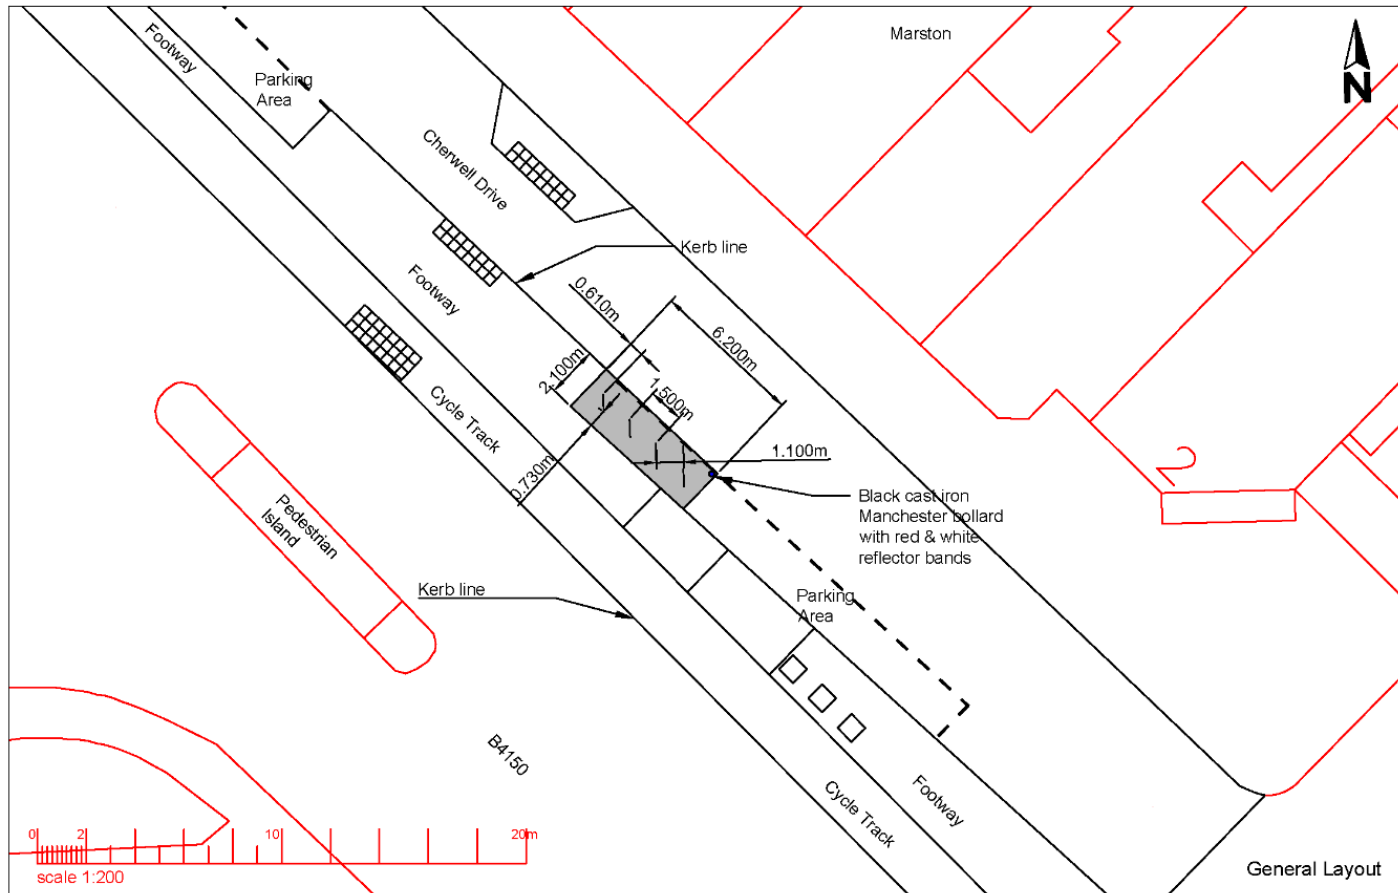 Footway
Parking
Area
Marston
N
Cherwell Drive
Kerb line
Footway
0.610m
6.200m
2.100m
1.500m
Cycle Track
0.730m
1.100m
2
Black cast iron
Manchester bollard
with red & white
reflector bands
Pedestrian
Island
Kerb line
Parking
Area
B4150
Cycle Track
Footway
0 2 10 20m
scale 1:200
General Layout